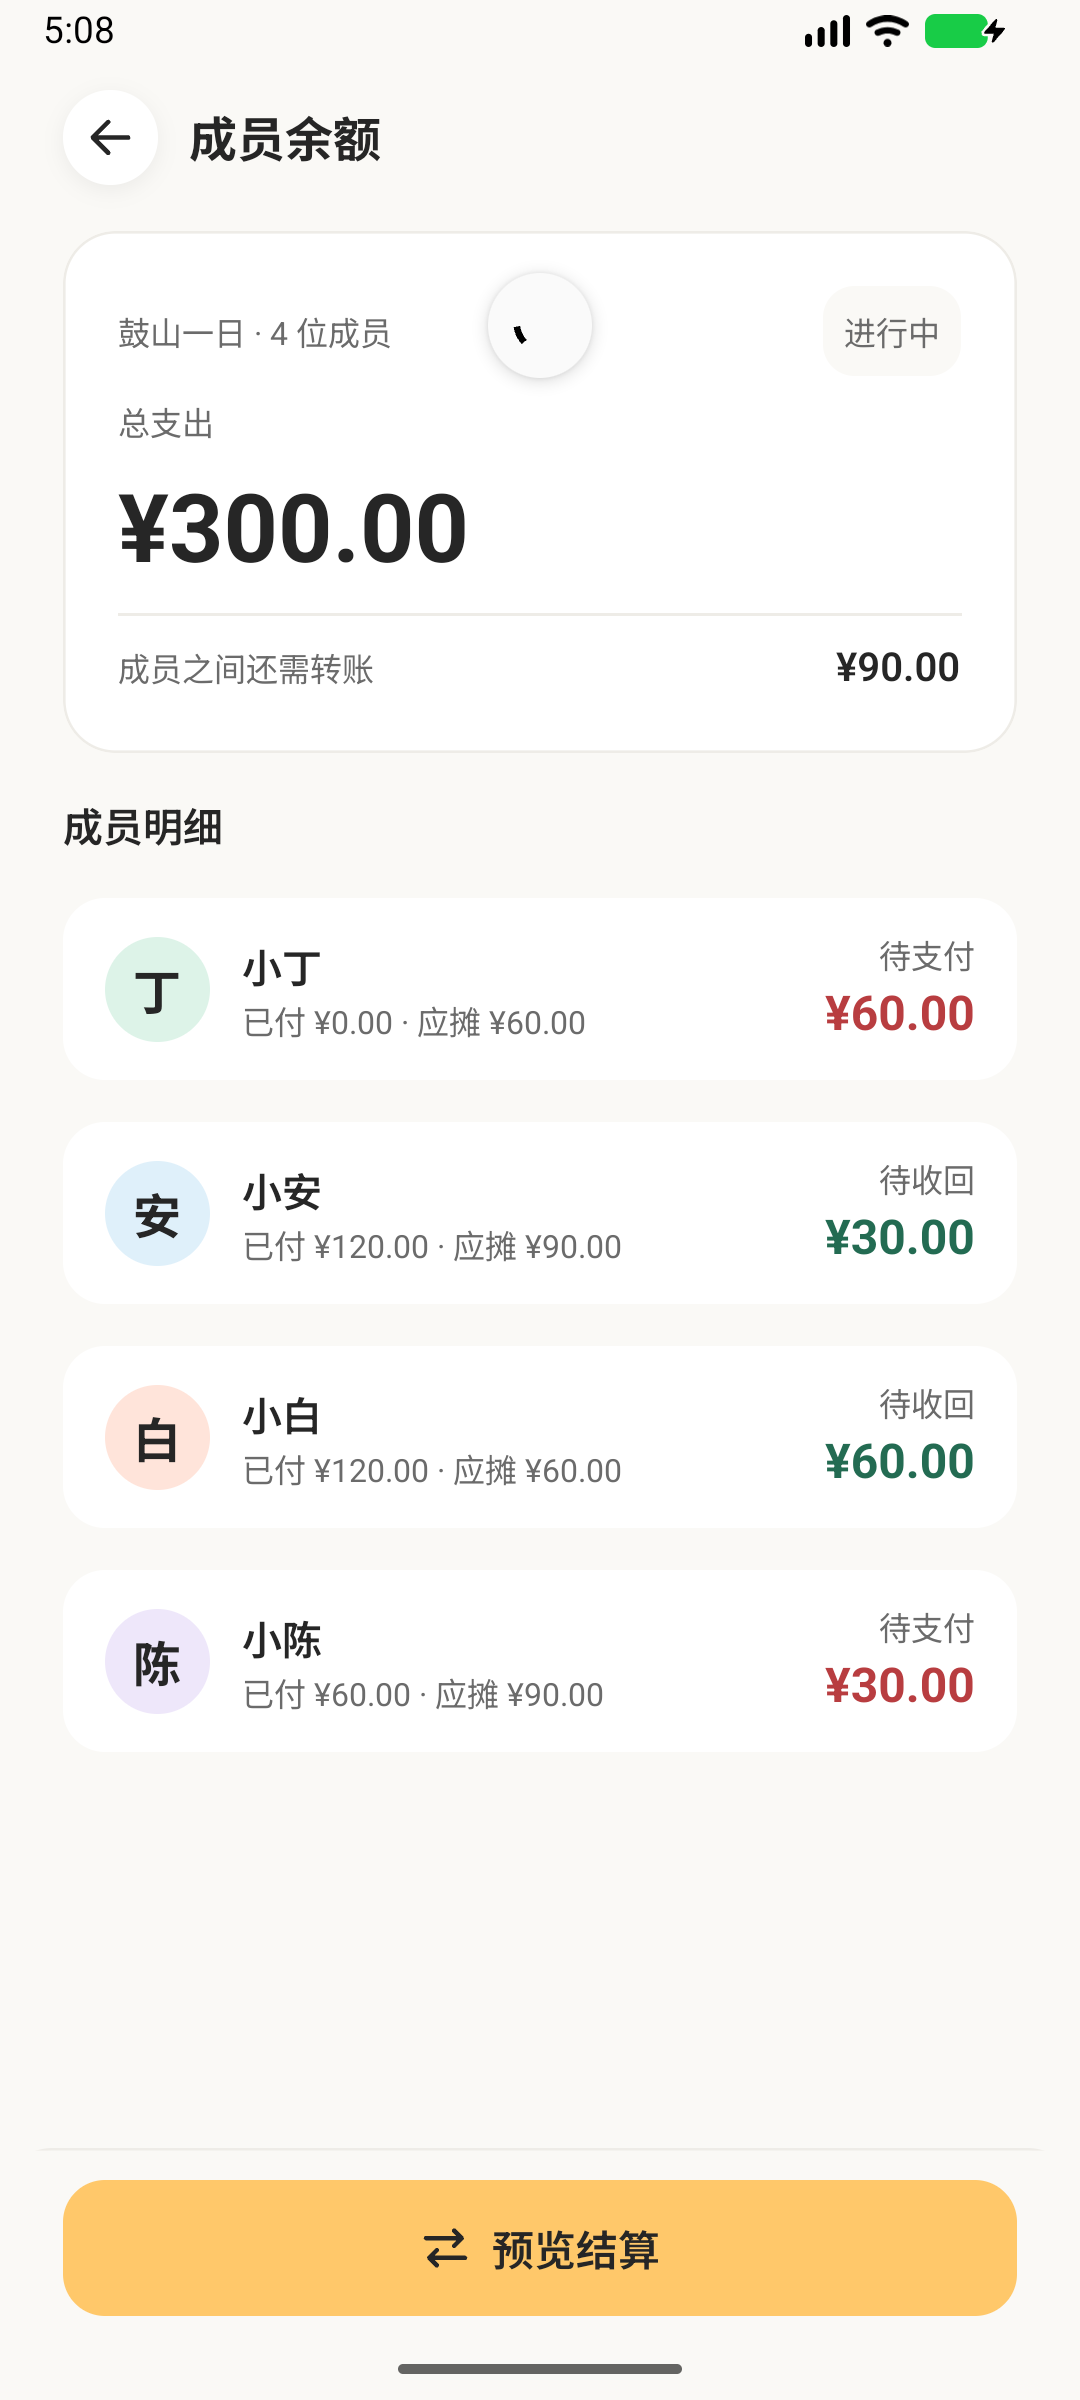 5:08
成员余额
鼓山一日 · 4 位成员
进行中
总支出
¥300.00
成员之间还需转账
¥90.00
成员明细
丁
小丁
已付 ¥0.00 · 应摊 ¥60.00
待支付
¥60.00
安
小安
已付 ¥120.00 · 应摊 ¥90.00
待收回
¥30.00
白
小白
已付 ¥120.00 · 应摊 ¥60.00
待收回
¥60.00
陈
小陈
已付 ¥60.00 · 应摊 ¥90.00
待支付
¥30.00
预览结算